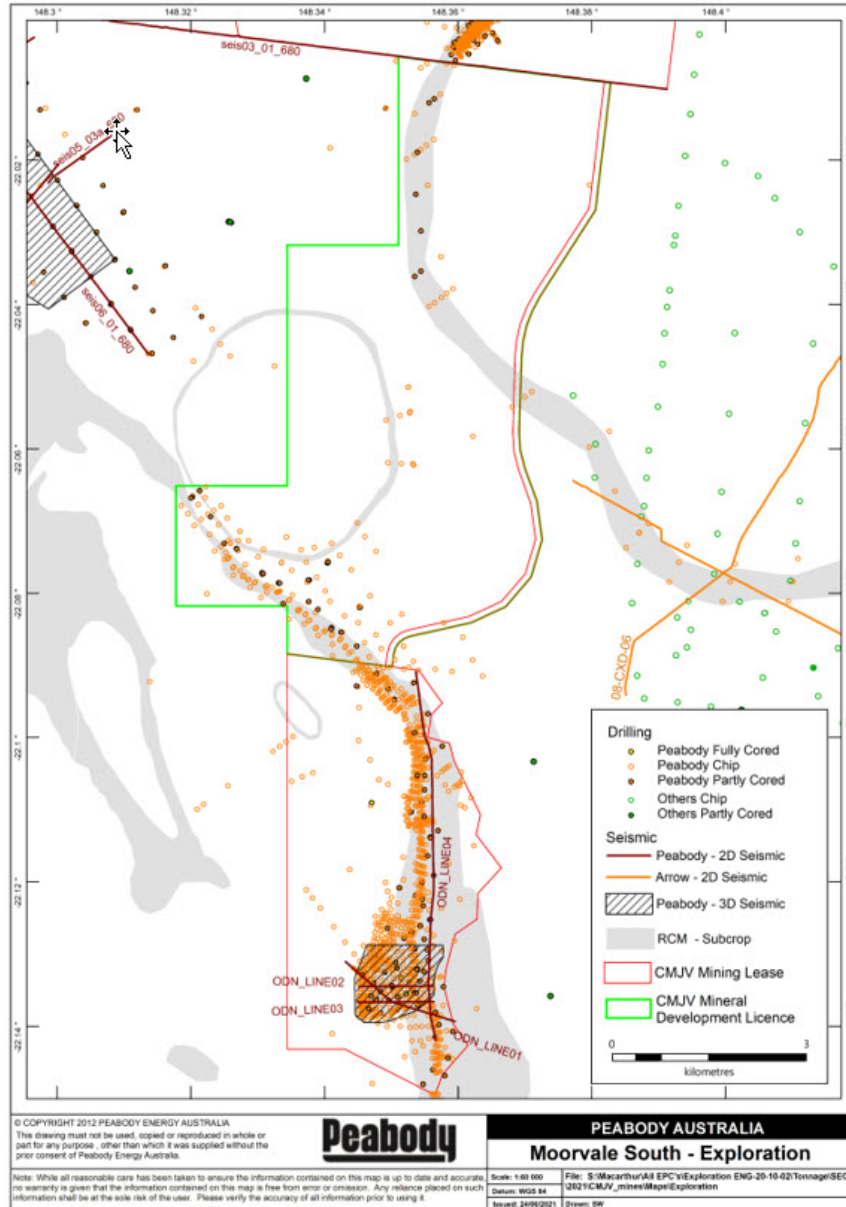 148.3 ° 148.32 ° 148.34 ° 148.36 ° 148.38 ° 148.4 °
seis03_01_680
seis05_03a_680
-22.02 °
-22.04 °
seis06_01_680
-22.06 °
-22.08 °
08-CXD-06
-22.1 °
ODN_LINE04
-22.12 °
ODN_LINE02
ODN_LINE03
ODN_LINE01
-22.14 °
Drilling
Peabody Fully Cored
Peabody Chip
Peabody Partly Cored
Others Chip
Others Partly Cored
Seismic
Peabody - 2D Seismic
Arrow - 2D Seismic
Peabody - 3D Seismic
RCM - Subcrop
CMJV Mining Lease
CMJV Mineral
Development Licence
0 3
kilometres
© COPYRIGHT 2012 PEABODY ENERGY AUSTRALIA
This drawing must not be used, copied or reproduced in whole or
part for any purpose , other than which it was supplied without the
prior consent of Peabody Energy Australia.
Peabody
Note: While all reasonable care has been taken to ensure the information contained on this map is up to date and accurate,
no warranty is given that the information contained on this map is free from error or omission. Any reliance placed on such
information shall be at the sole risk of the user. Please verify the accuracy of all information prior to using it.
PEABODY AUSTRALIA
Moorvale South - Exploration
Scale: 1:60 000
File: S:\Macarthur\All EPC's\Exploration ENG-20-10-02\Tonnage\SEC
\2021\CMJV_mines\Maps\Exploration
Datum: WGS 84
Issued: 24/06/2021
Drawn: BW